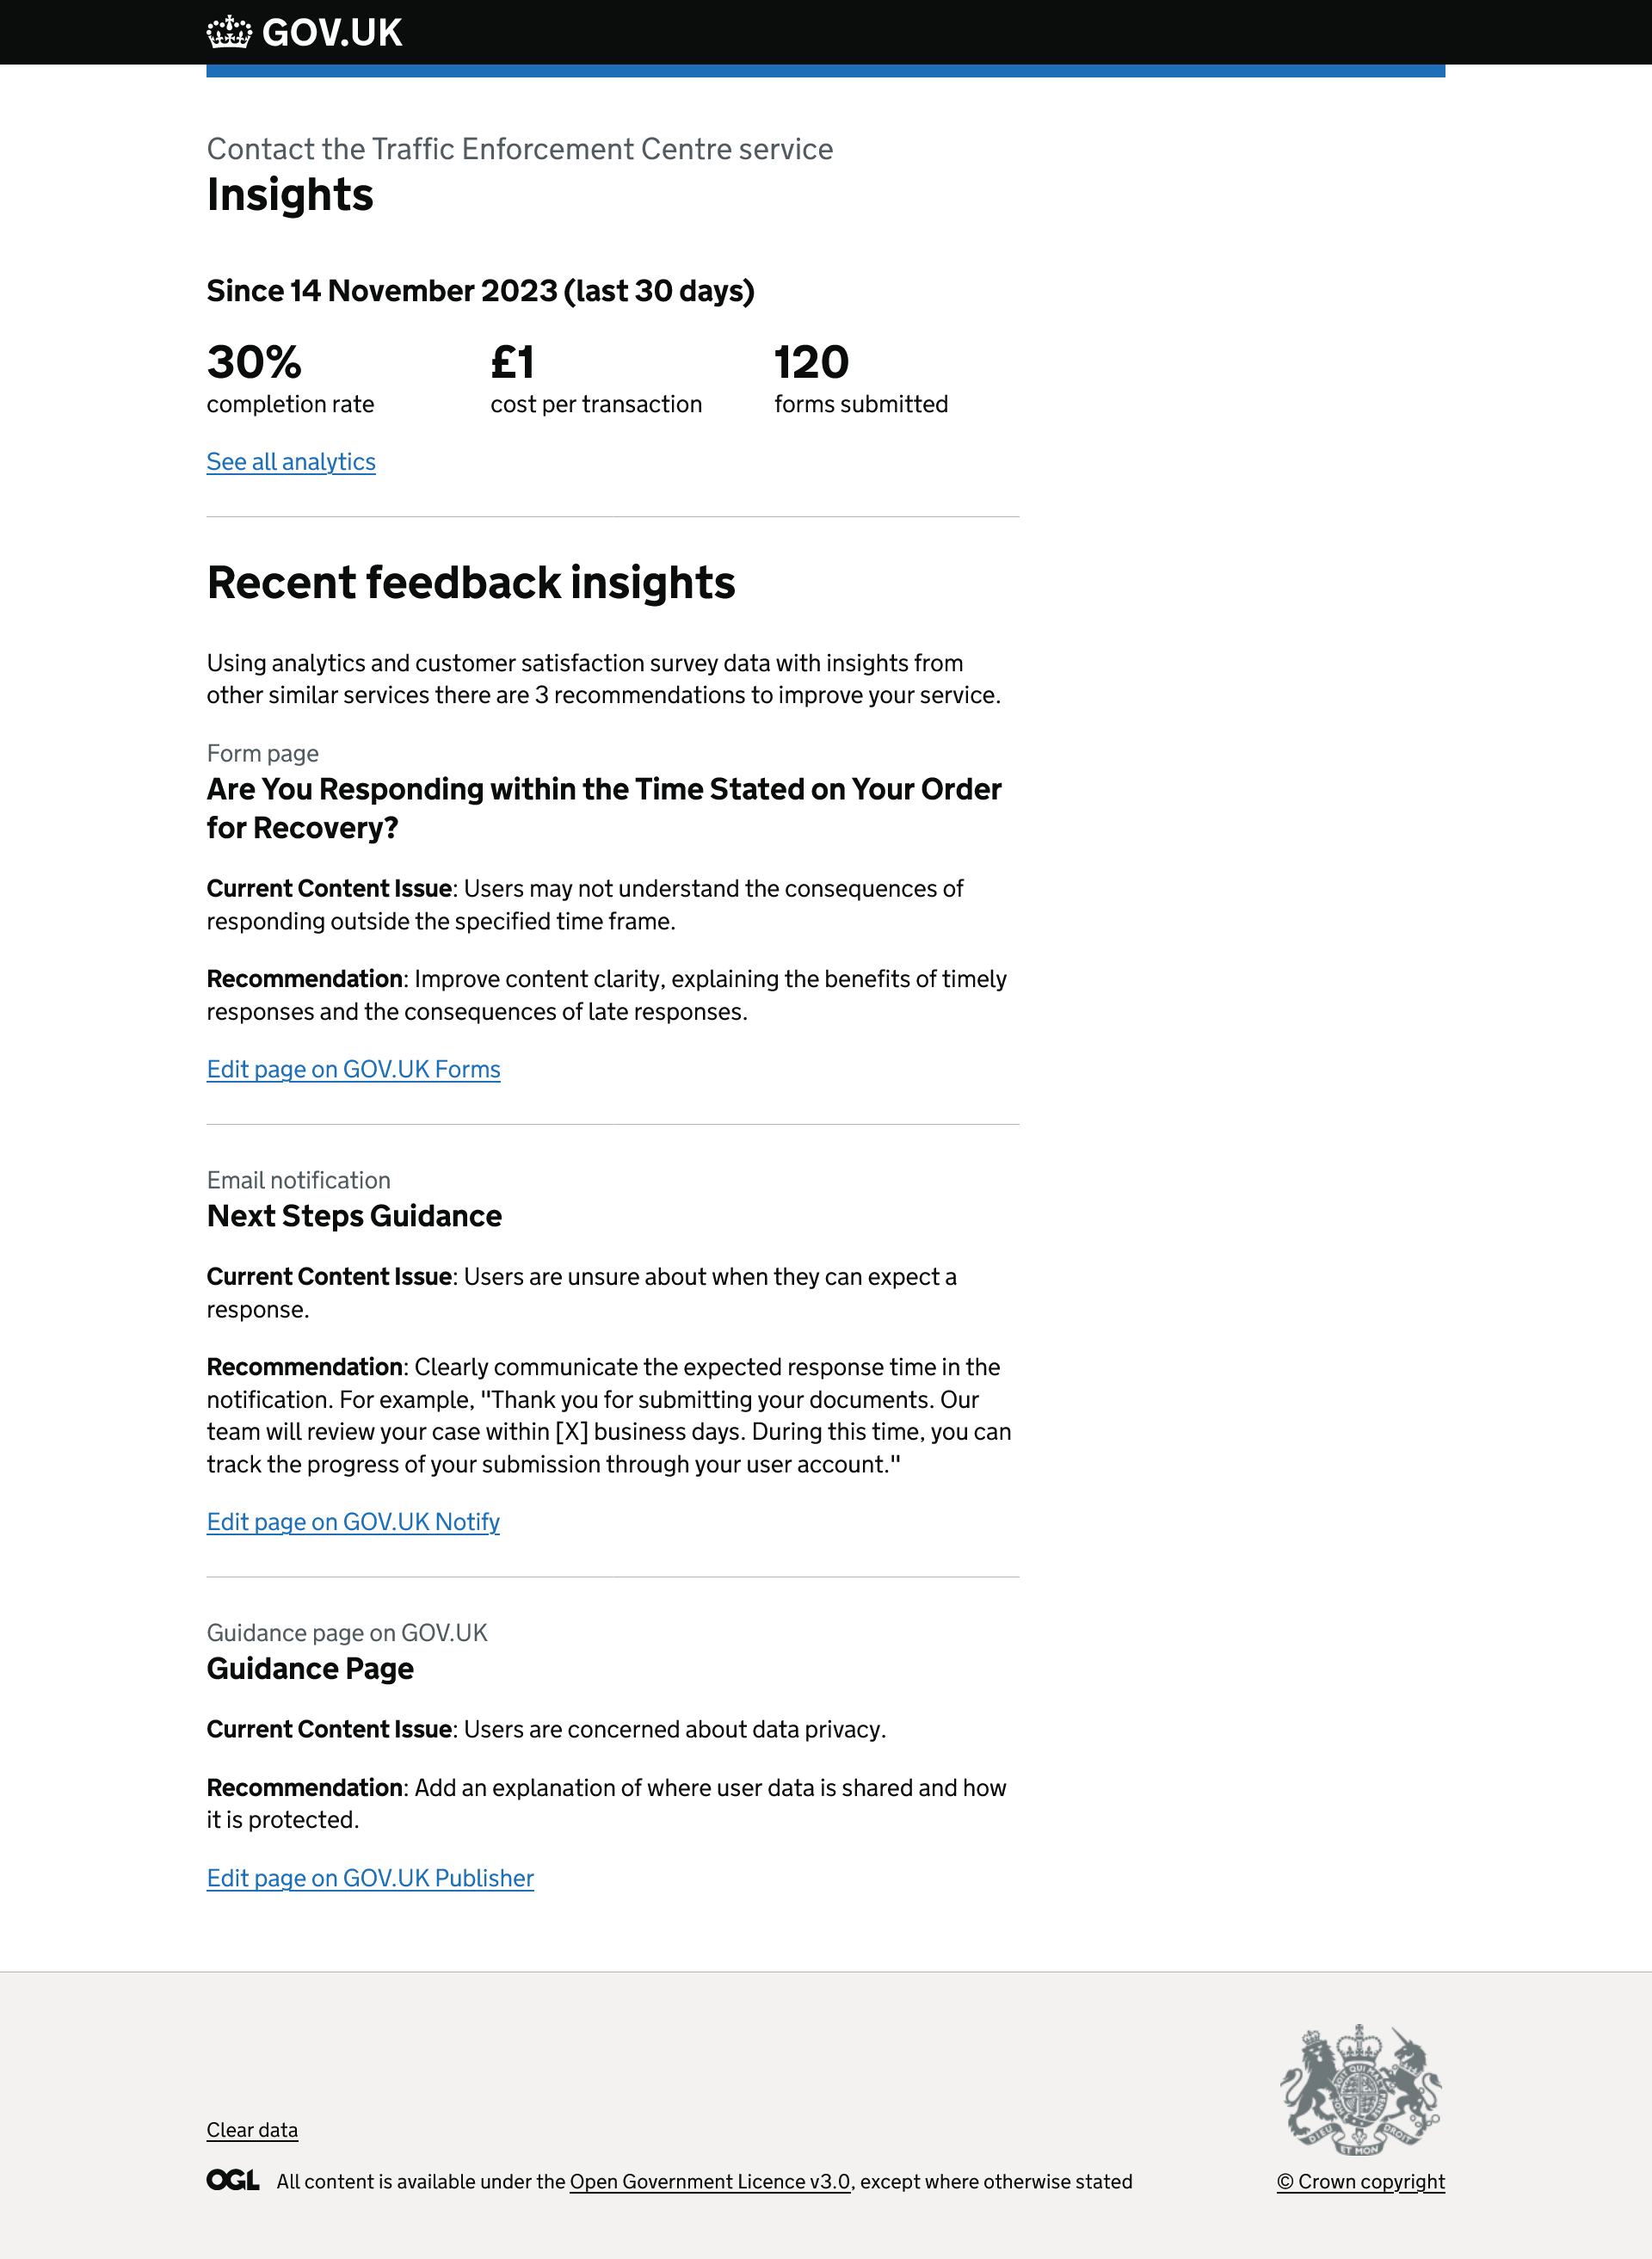 GOV.UK
Contact the Traffic Enforcement Centre service
Insights
Since 14 November 2023 (last 30 days)
30%
completion rate
£1
cost per transaction
120
forms submitted
See all analytics
Recent feedback insights
Using analytics and customer satisfaction survey data with insights from
other similar services there are 3 recommendations to improve your service.
Form page
Are You Responding within the Time Stated on Your Order
for Recovery?
Current Content Issue: Users may not understand the consequences of
responding outside the specified time frame.
Recommendation: Improve content clarity, explaining the benefits of timely
responses and the consequences of late responses.
Edit page on GOV.UK Forms
Email notification
Next Steps Guidance
Current Content Issue: Users are unsure about when they can expect a
response.
Recommendation: Clearly communicate the expected response time in the
notification. For example, "Thank you for submitting your documents. Our
team will review your case within [X] business days. During this time, you can
track the progress of your submission through your user account."
Edit page on GOV.UK Notify
Guidance page on GOV.UK
Guidance Page
Current Content Issue: Users are concerned about data privacy.
Recommendation: Add an explanation of where user data is shared and how
it is protected.
Edit page on GOV.UK Publisher
Clear data
OGL All content is available under the Open Government Licence v3.0, except where otherwise stated
DIEU ET MON DROIT
© Crown copyright